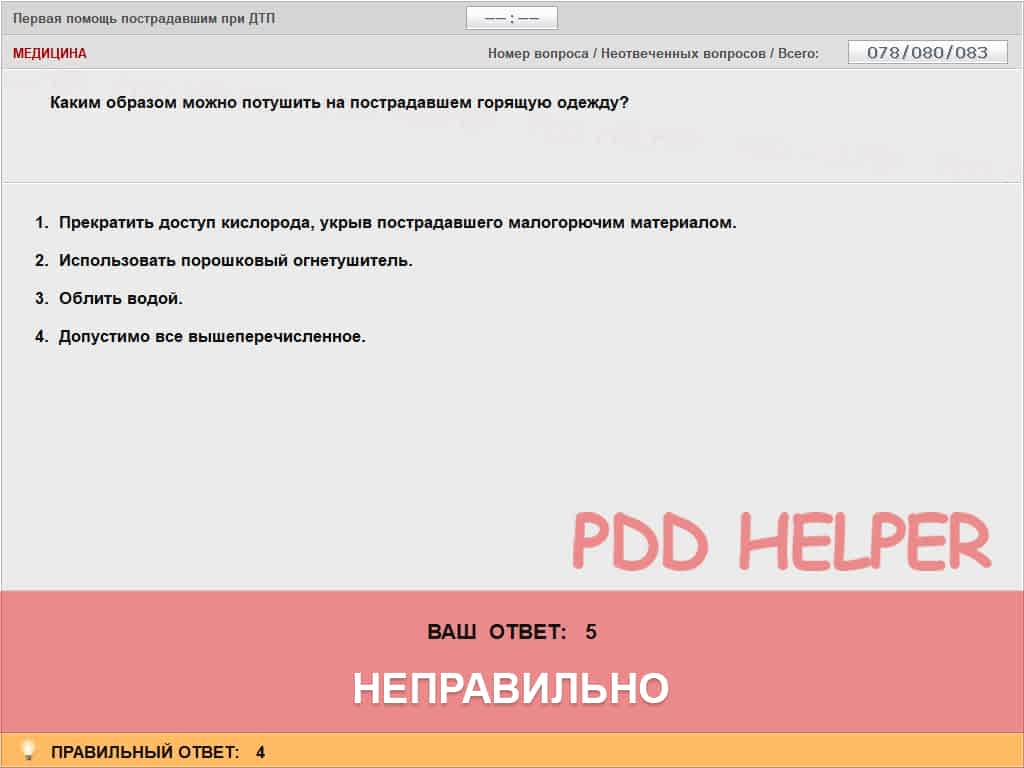 Первая помощь пострадавшим при ДТП
—— : ——
МЕДИЦИНА
Номер вопроса / Неотвеченных вопросов / Всего: 078/080/083
Каким образом можно потушить на пострадавшем горящую одежду?
1. Прекратить доступ кислорода, укрыв пострадавшего малогорючим материалом.
2. Использовать порошковый огнетушитель.
3. Облить водой.
4. Допустимо все вышеперечисленное.
PDD HELPER
ВАШ ОТВЕТ: 5
НЕПРАВИЛЬНО
ПРАВИЛЬНЫЙ ОТВЕТ: 4